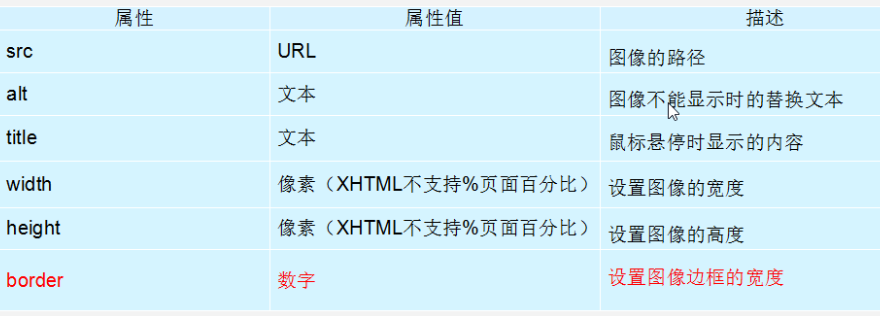 属性 属性值 描述
src URL 图像的路径
alt 文本 图像不能显示时的替换文本
title 文本 鼠标悬停时显示的内容
width 像素（XHTML不支持%页面百分比） 设置图像的宽度
height 像素（XHTML不支持%页面百分比） 设置图像的高度
border 数字 设置图像边框的宽度